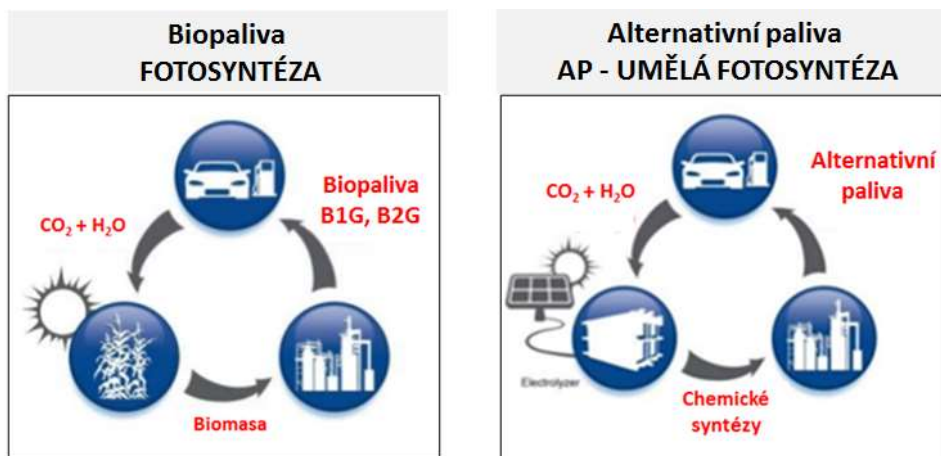 Biopaliva
FOTOSYNTÉZA
CO₂ + H₂O
Biopaliva
B1G, B2G
Biomasa
Alternativní paliva
AP - UMĚLÁ FOTOSYNTÉZA
CO₂ + H₂O
Alternativní
paliva
Electrolyzer
Chemické
syntézy